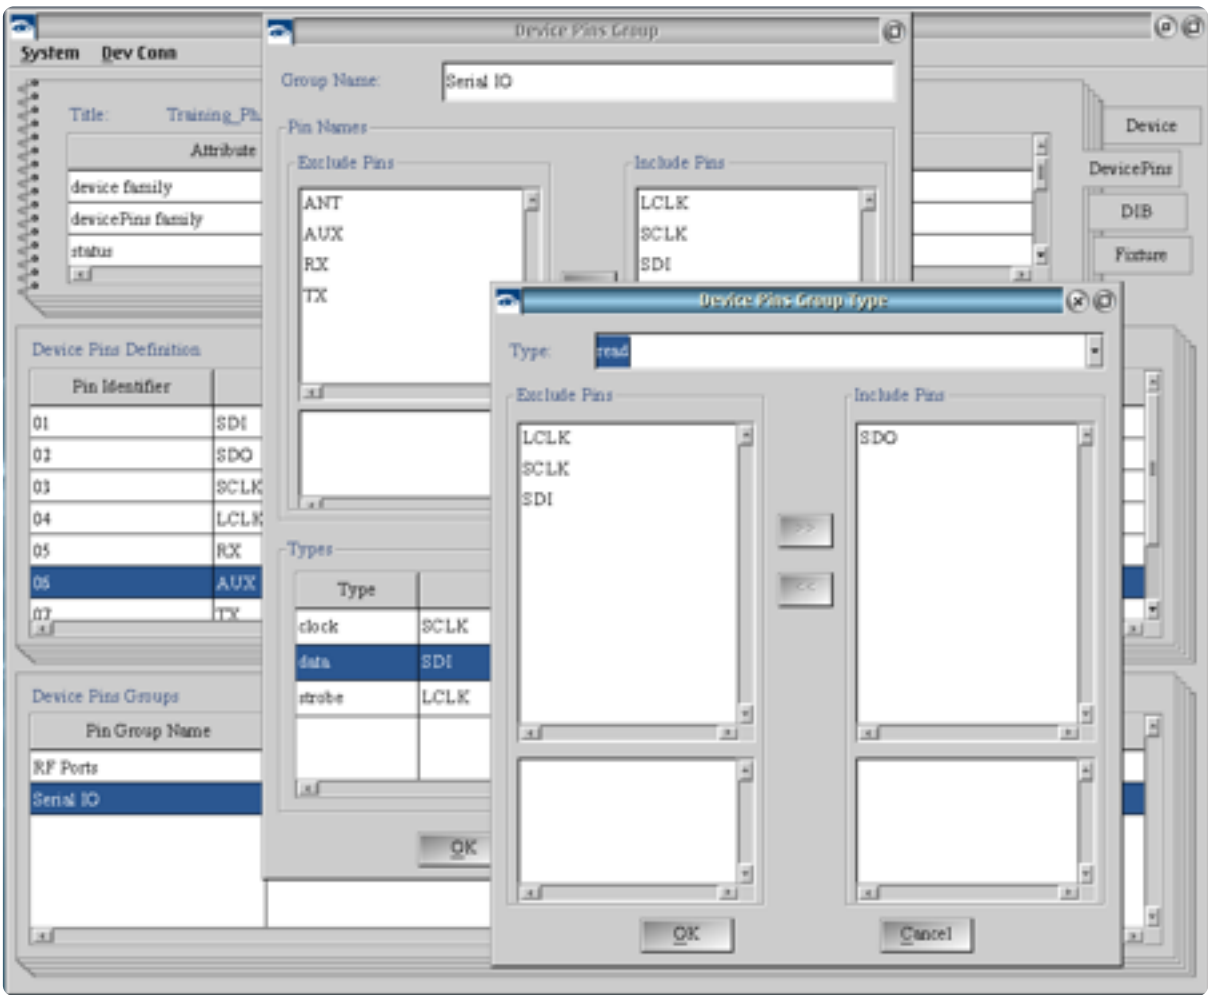 System Dev Conn
Title: Training_Ph
Attribute
device family
devicePins family
status
Device
DevicePins
DIB
Fixture
Device Pins Definition
Pin Identifier
01 SDI
02 SDO
03 SCLK
04 LCLK
05 RX
06 AUX
07 TX
Device Pins Groups
Pin Group Name
RF Ports
Serial IO
Device Pins Group
Group Name: Serial IO
Pin Names
Exclude Pins
ANT
AUX
RX
TX
Include Pins
LCLK
SCLK
SDI
Types
Type
clock SCLK
data SDI
strobe LCLK
OK
Device Pins Group Type
Type: read
Exclude Pins
LCLK
SCLK
SDI
>>
<<
Include Pins
SDO
OK
Cancel